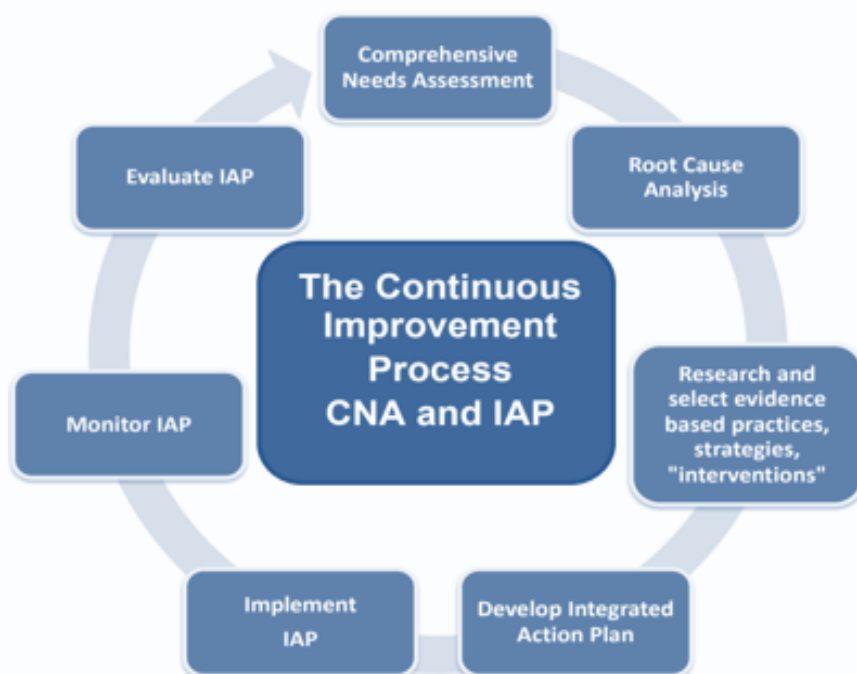 Comprehensive
Needs Assessment
Root Cause
Analysis
Research and
select evidence
based practices,
strategies,
"interventions"
Develop Integrated
Action Plan
Implement
IAP
Monitor IAP
Evaluate IAP
The Continuous
Improvement
Process
CNA and IAP